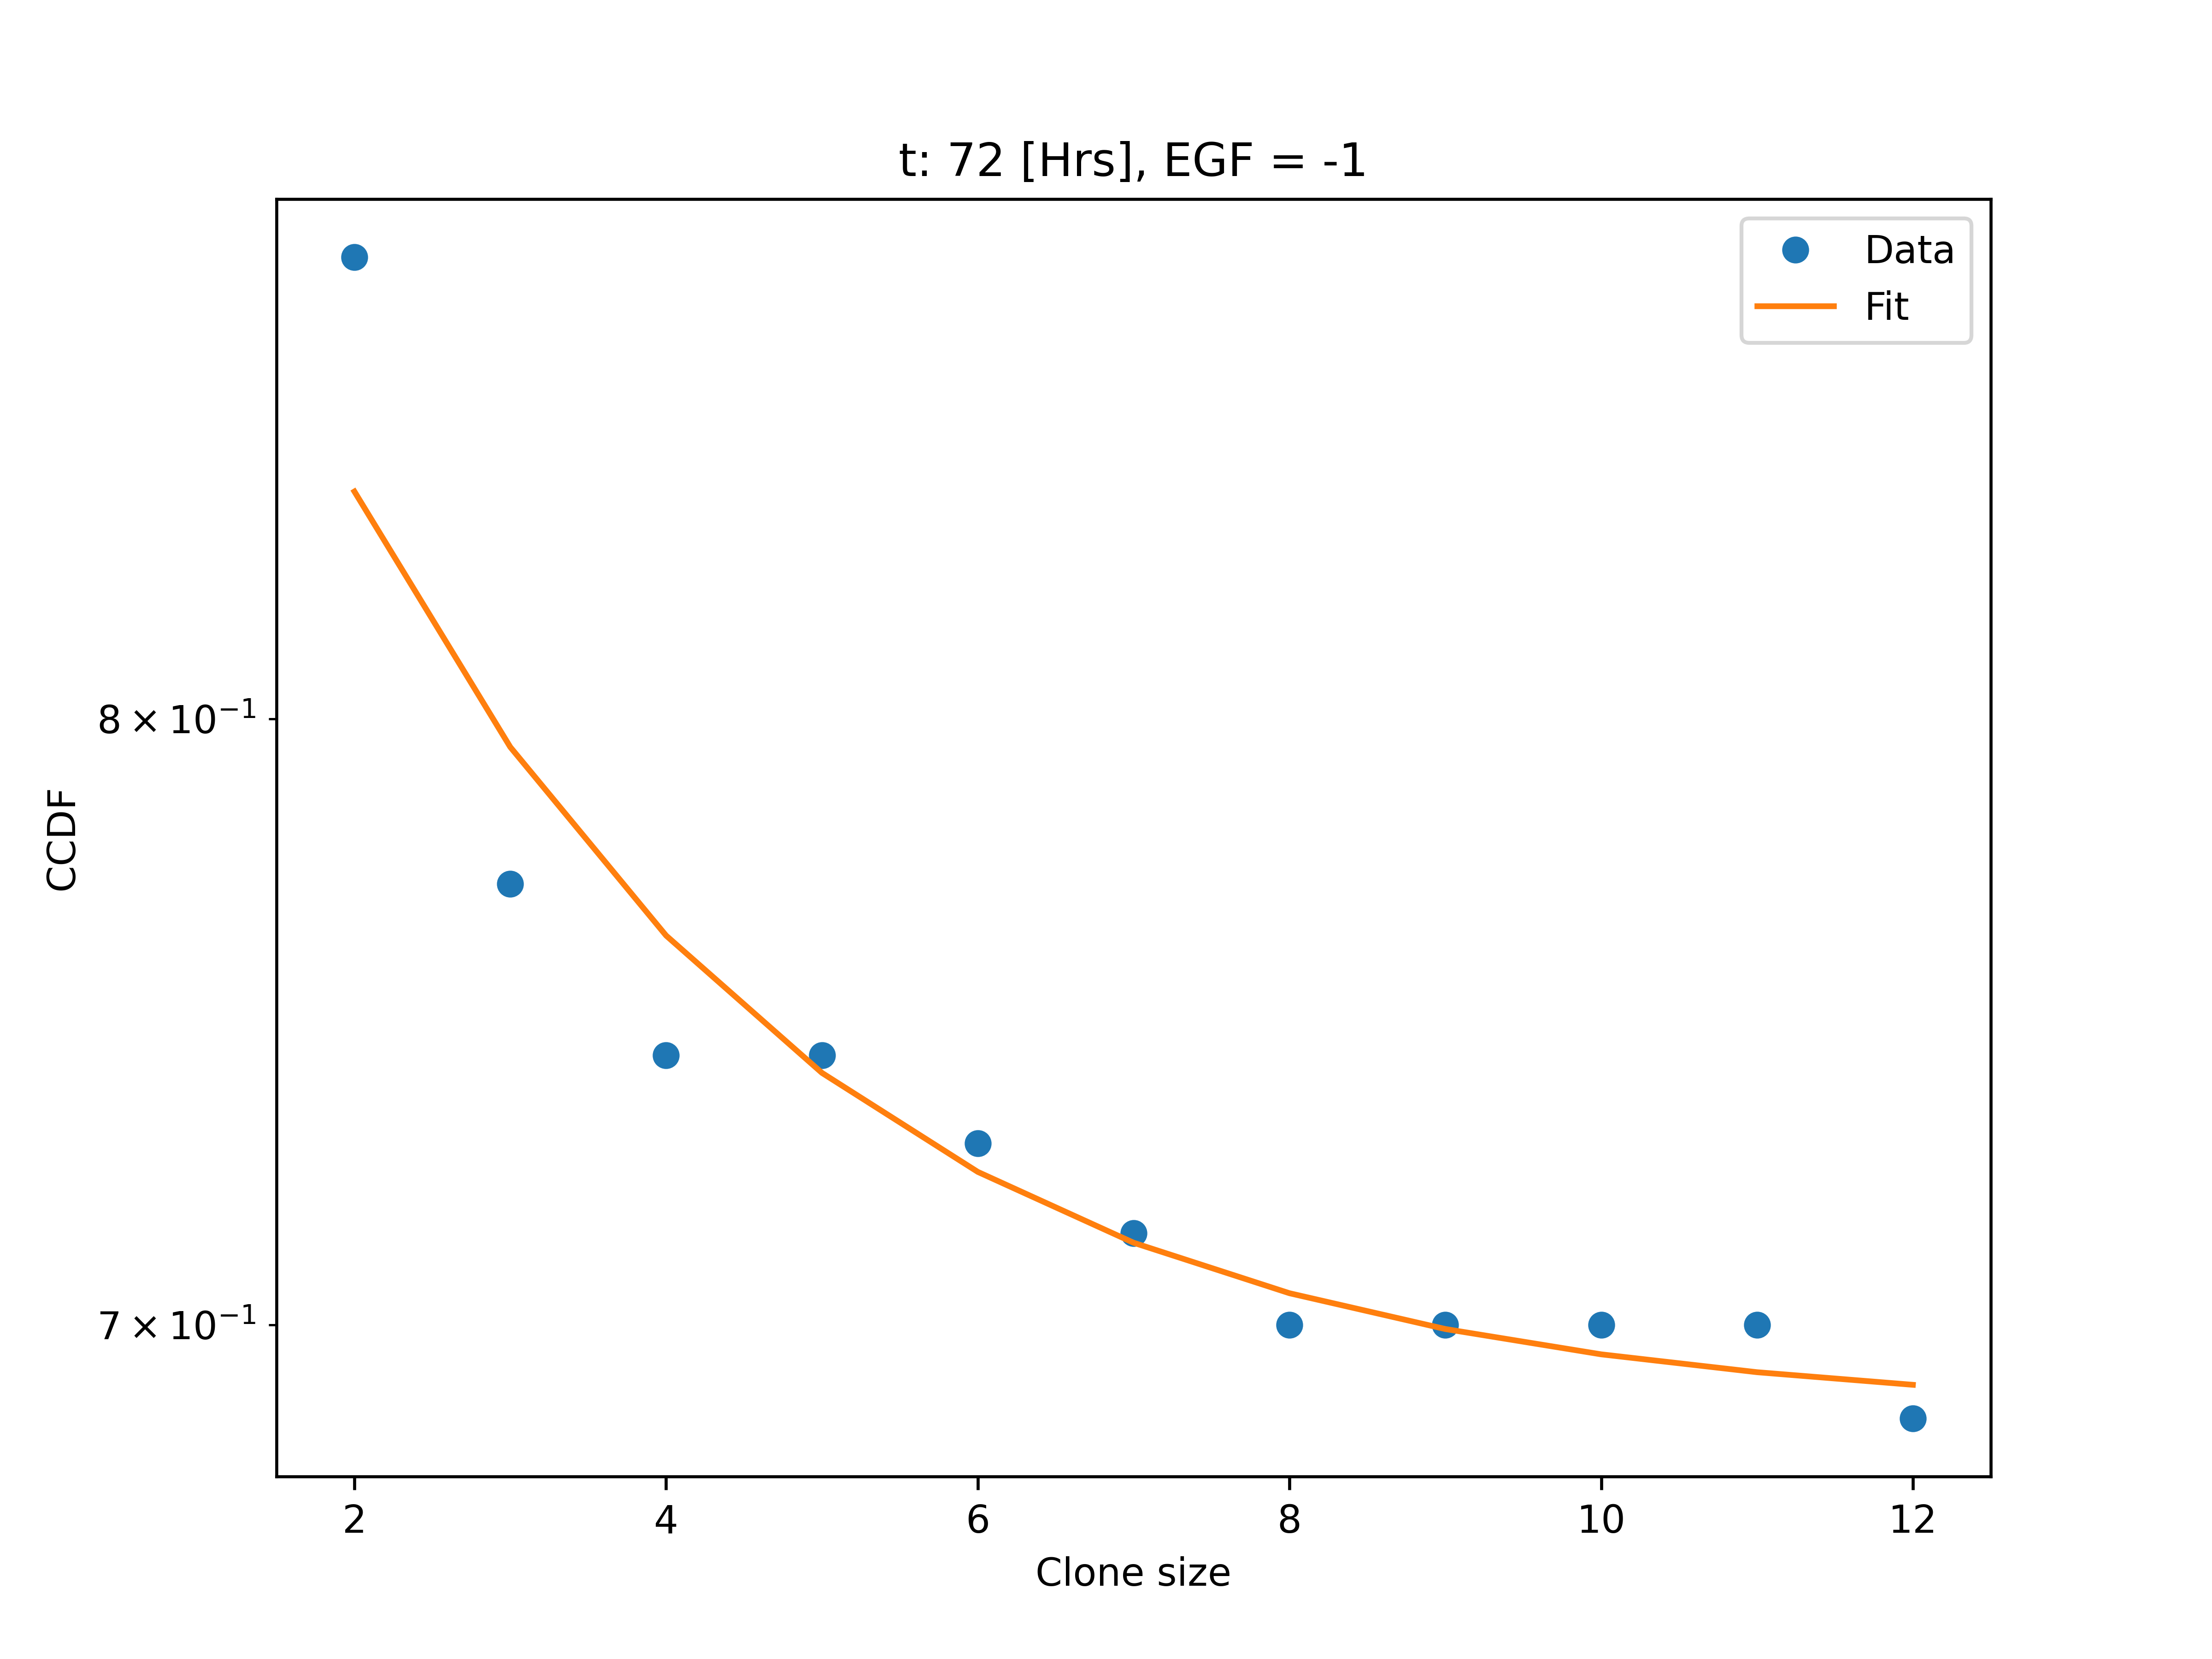 t: 72 [Hrs], EGF = -1
Data
Fit
8 × 10⁻¹
7 × 10⁻¹
CCDF
2 4 6 8 10 12
Clone size